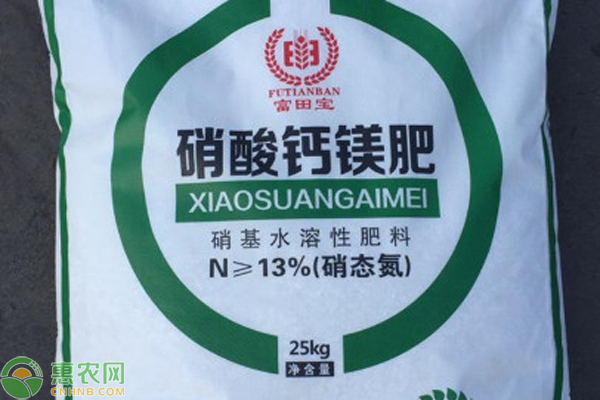 FUTIANBAN
富田宝
硝酸钙镁肥
XIAOSUANGAIMEI
硝基水溶性肥料
N≥13%(硝态氮)
25kg
净含量
惠农网
CNHNB.COM